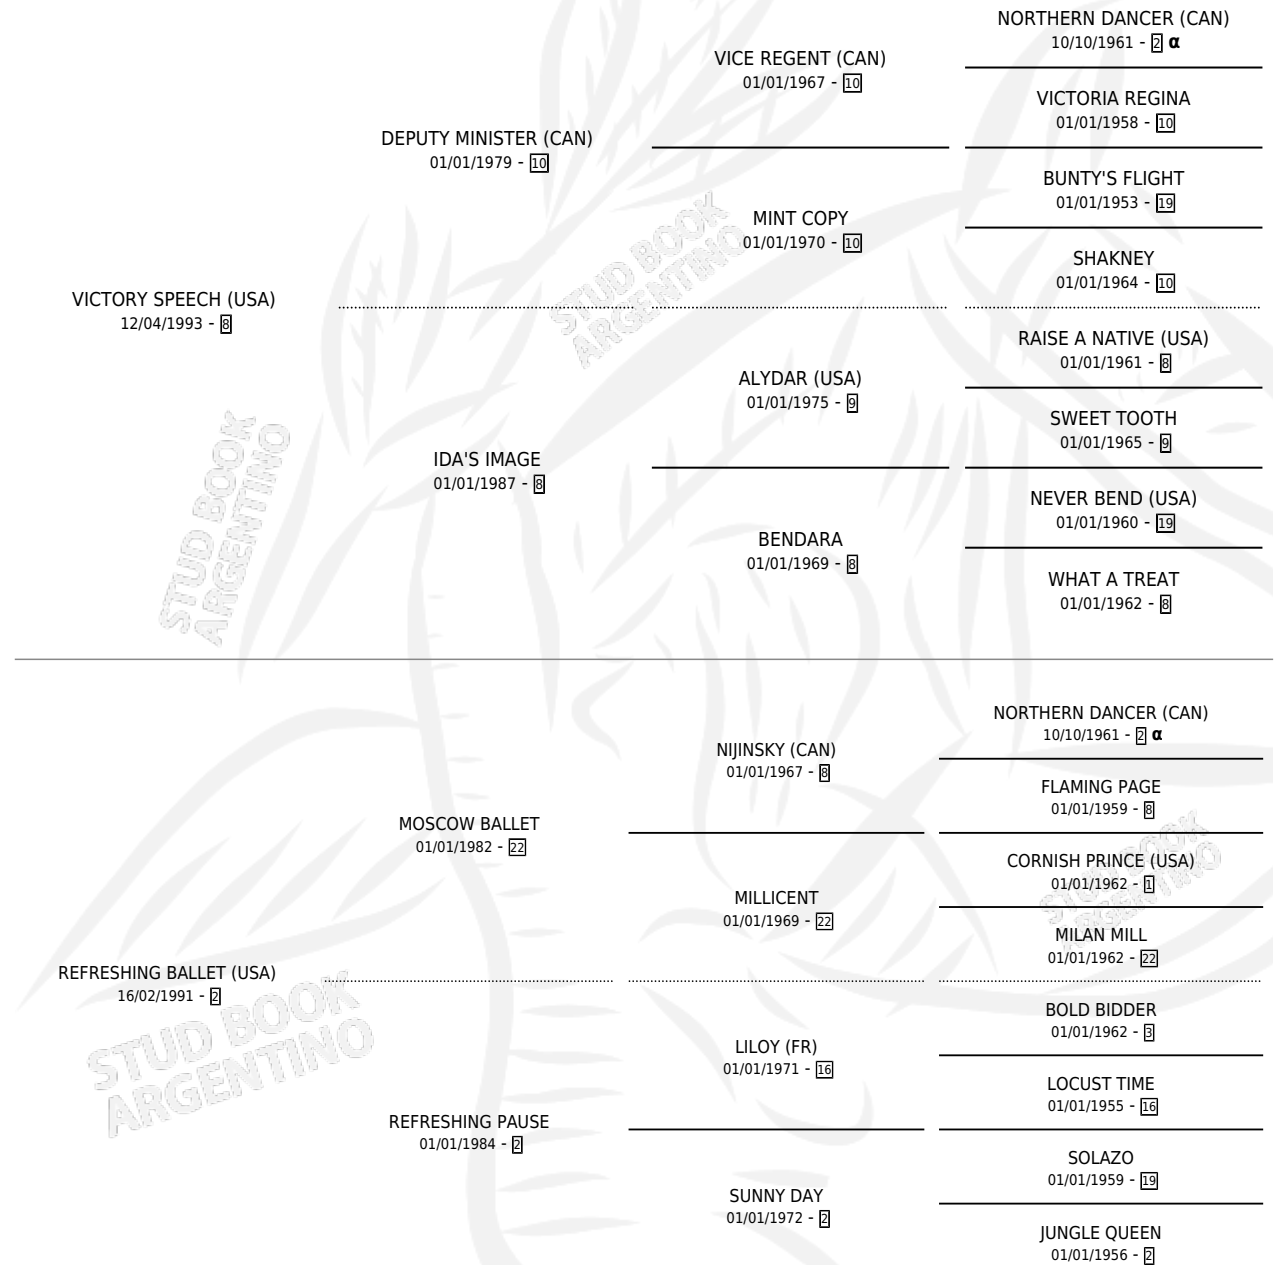 NORTHERN DANCER (CAN)
10/10/1961 - 2 α
VICE REGENT (CAN)
01/01/1967 - 10
VICTORIA REGINA
01/01/1958 - 10
DEPUTY MINISTER (CAN)
01/01/1979 - 10
BUNTY'S FLIGHT
01/01/1953 - 19
MINT COPY
01/01/1970 - 10
SHAKNEY
01/01/1964 - 10
VICTORY SPEECH (USA)
12/04/1993 - 8
RAISE A NATIVE (USA)
01/01/1961 - 8
ALYDAR (USA)
01/01/1975 - 9
SWEET TOOTH
01/01/1965 - 9
IDA'S IMAGE
01/01/1987 - 8
NEVER BEND (USA)
01/01/1960 - 19
BENDARA
01/01/1969 - 8
WHAT A TREAT
01/01/1962 - 8
NORTHERN DANCER (CAN)
10/10/1961 - 2 α
NIJINSKY (CAN)
01/01/1967 - 8
FLAMING PAGE
01/01/1959 - 8
MOSCOW BALLET
01/01/1982 - 22
CORNISH PRINCE (USA)
01/01/1962 - 1
MILLICENT
01/01/1969 - 22
MILAN MILL
01/01/1962 - 22
REFRESHING BALLET (USA)
16/02/1991 - 2
BOLD BIDDER
01/01/1962 - 3
LILOY (FR)
01/01/1971 - 16
LOCUST TIME
01/01/1955 - 16
REFRESHING PAUSE
01/01/1984 - 2
SOLAZO
01/01/1959 - 19
SUNNY DAY
01/01/1972 - 2
JUNGLE QUEEN
01/01/1956 - 2
STUD BOOK
ARGENTINO
STUD BOOK
ARGENTINO
STUD BOOK
ARGENTINO
STUD BOOK
ARGENTINO